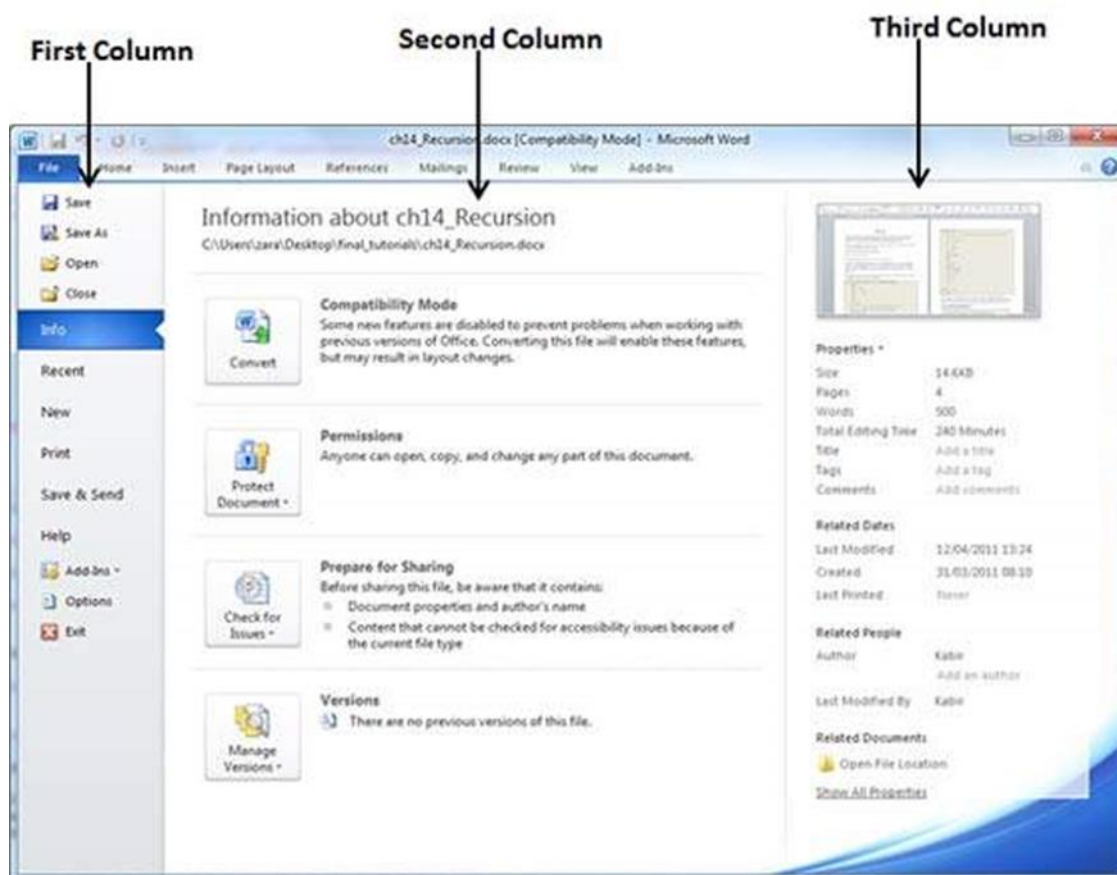 First Column
Second Column
Third Column
ch14_Recursion.docx [Compatibility Mode] - Microsoft Word
File Home Insert Page Layout References Mailings Review View Add-Ins
Save
Save As
Open
Close
Info
Recent
New
Print
Save & Send
Help
Add-Ins
Options
Exit
Information about ch14_Recursion
C:\Users\zara\Desktop\final_tutorials\ch14_Recursion.docx
Convert
Compatibility Mode
Some new features are disabled to prevent problems when working with
previous versions of Office. Converting this file will enable these features,
but may result in layout changes.
Protect
Document
Permissions
Anyone can open, copy, and change any part of this document.
Check for
Issues
Prepare for Sharing
Before sharing this file, be aware that it contains:
Document properties and author's name
Content that cannot be checked for accessibility issues because of
the current file type
Manage
Versions
Versions
There are no previous versions of this file.
Properties
Size 14.6KB
Pages 4
Words 500
Total Editing Time 240 Minutes
Title Add a title
Tags Add a tag
Comments Add comments
Related Dates
Last Modified 12/04/2011 13:24
Created 31/03/2011 08:10
Last Printed Never
Related People
Author Kabir
Add an author
Last Modified By Kabir
Related Documents
Open File Location
Show All Properties